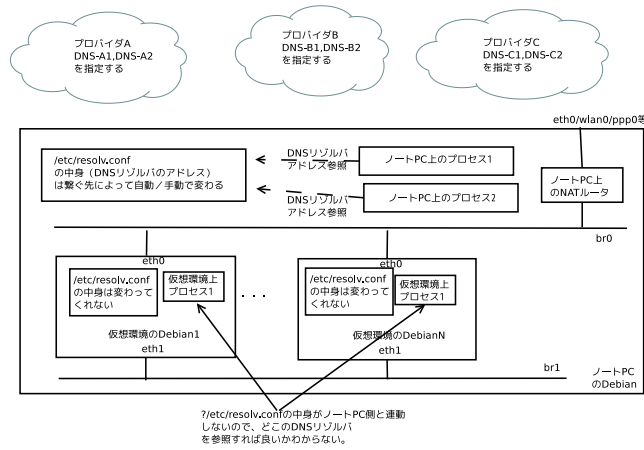 プロバイダA
DNS-A1,DNS-A2
を指定する
プロバイダB
DNS-B1,DNS-B2
を指定する
プロバイダC
DNS-C1,DNS-C2
を指定する
eth0/wlan0/ppp0等
/etc/resolv.conf
の中身（DNSリゾルバのアドレス）
は繋ぐ先によって自動／手動で変わる
DNSリゾルバ
アドレス参照
ノートPC上のプロセス1
DNSリゾルバ
アドレス参照
ノートPC上のプロセス2
ノートPC上
のNATルータ
br0
eth0
/etc/resolv.conf
の中身は変わって
くれない
仮想環境上
プロセス1
仮想環境のDebian1
eth1
. . .
eth0
/etc/resolv.conf
の中身は変わって
くれない
仮想環境上
プロセス1
仮想環境のDebianN
eth1
br1
ノートPC
のDebian
?/etc/resolv.confの中身がノートPC側と連動
しないので、どこのDNSリゾルバ
を参照すれば良いかわからない。